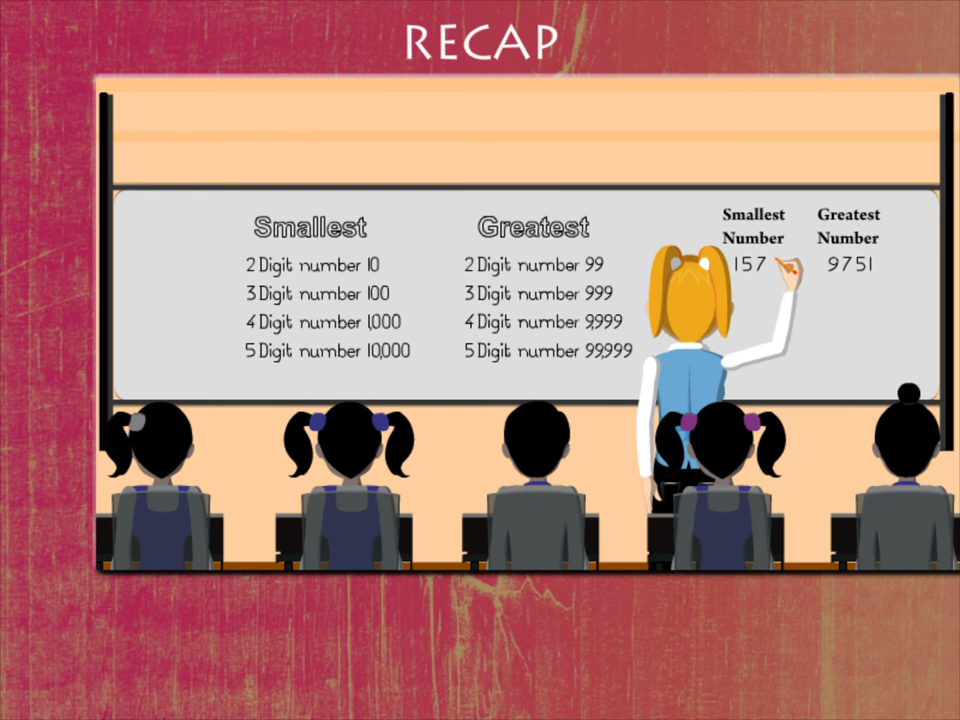 RECAP
Smallest
2 Digit number 10
3 Digit number 100
4 Digit number 1,000
5 Digit number 10,000
Greatest
2 Digit number 99
3 Digit number 999
4 Digit number 9,999
5 Digit number 99,999
Smallest
Number
157
Greatest
Number
9751